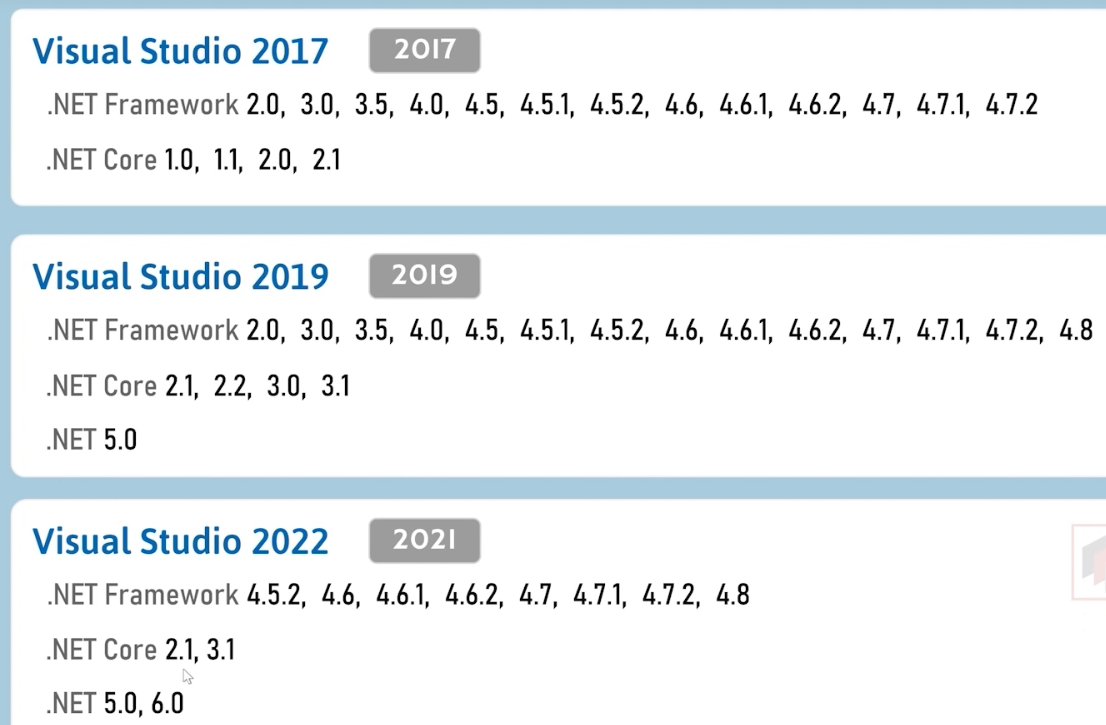 Visual Studio 2017 2017
.NET Framework 2.0, 3.0, 3.5, 4.0, 4.5, 4.5.1, 4.5.2, 4.6, 4.6.1, 4.6.2, 4.7, 4.7.1, 4.7.2
.NET Core 1.0, 1.1, 2.0, 2.1
Visual Studio 2019 2019
.NET Framework 2.0, 3.0, 3.5, 4.0, 4.5, 4.5.1, 4.5.2, 4.6, 4.6.1, 4.6.2, 4.7, 4.7.1, 4.7.2, 4.8
.NET Core 2.1, 2.2, 3.0, 3.1
.NET 5.0
Visual Studio 2022 2021
.NET Framework 4.5.2, 4.6, 4.6.1, 4.6.2, 4.7, 4.7.1, 4.7.2, 4.8
.NET Core 2.1, 3.1
.NET 5.0, 6.0